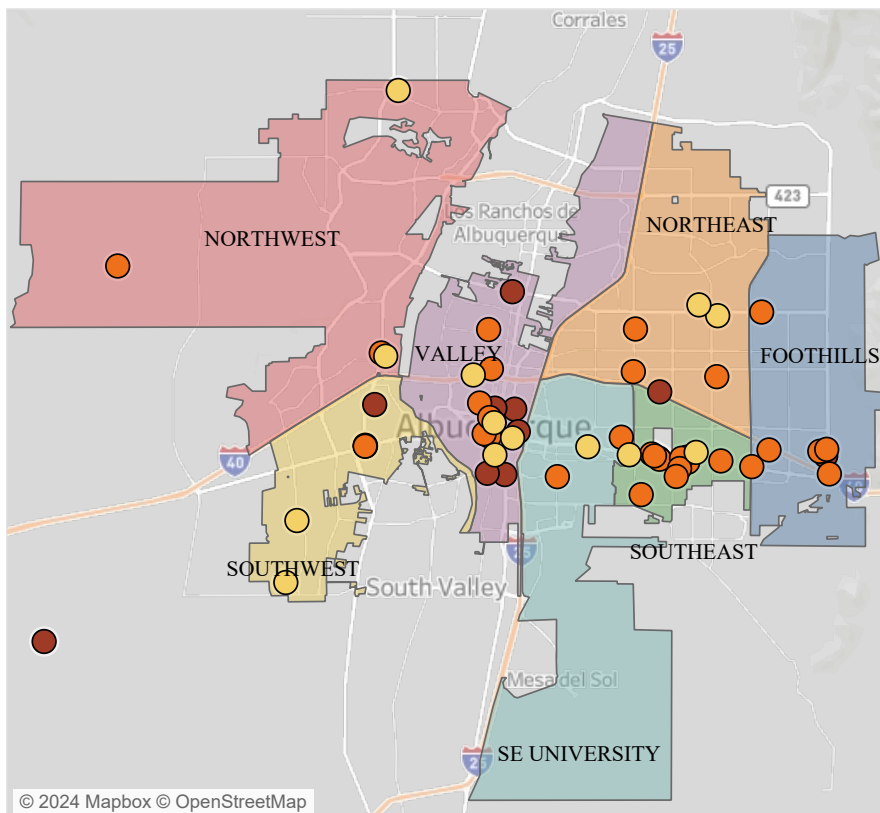 Corrales
25
423
NORTHEAST
Los Ranchos de
Albuquerque
NORTHWEST
VALLEY
FOOTHILLS
Albuquerque
40
25
SOUTHEAST
SOUTHWEST
South Valley
Mesa del Sol
SE UNIVERSITY
25
© 2024 Mapbox © OpenStreetMap